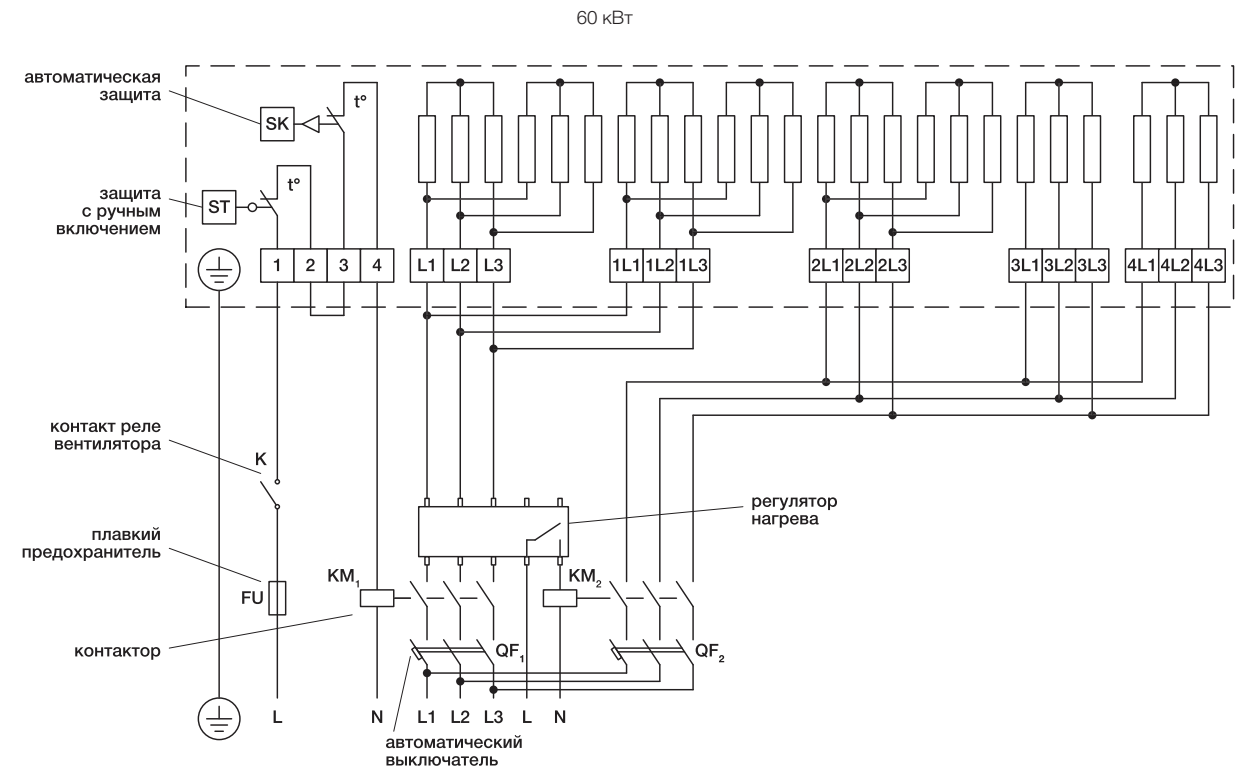 60 кВт
автоматическая
защита
SK
t°
защита
с ручным
включением
ST
t°
1 2 3 4 L1 L2 L3 1L1 1L2 1L3 2L1 2L2 2L3 3L1 3L2 3L3 4L1 4L2 4L3
контакт реле
вентилятора
K
регулятор
нагрева
плавкий
предохранитель
FU
KM1
KM2
контактор
QF1
QF2
L N L1 L2 L3 L N
автоматический
выключатель